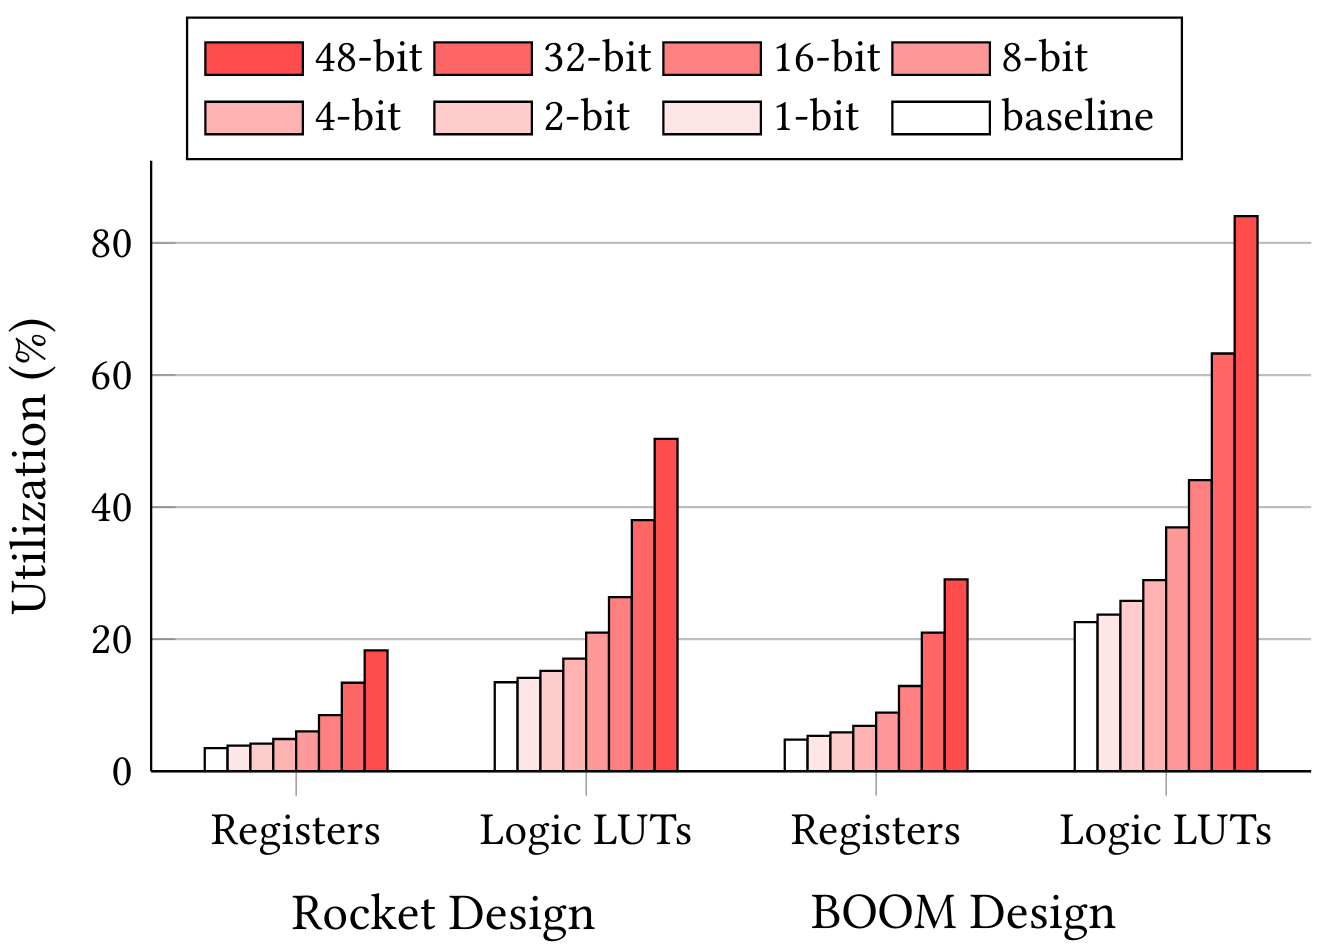 48-bit 32-bit 16-bit 8-bit
4-bit 2-bit 1-bit baseline
Utilization (%)
80
60
40
20
0
Registers Logic LUTs Registers Logic LUTs
Rocket Design BOOM Design